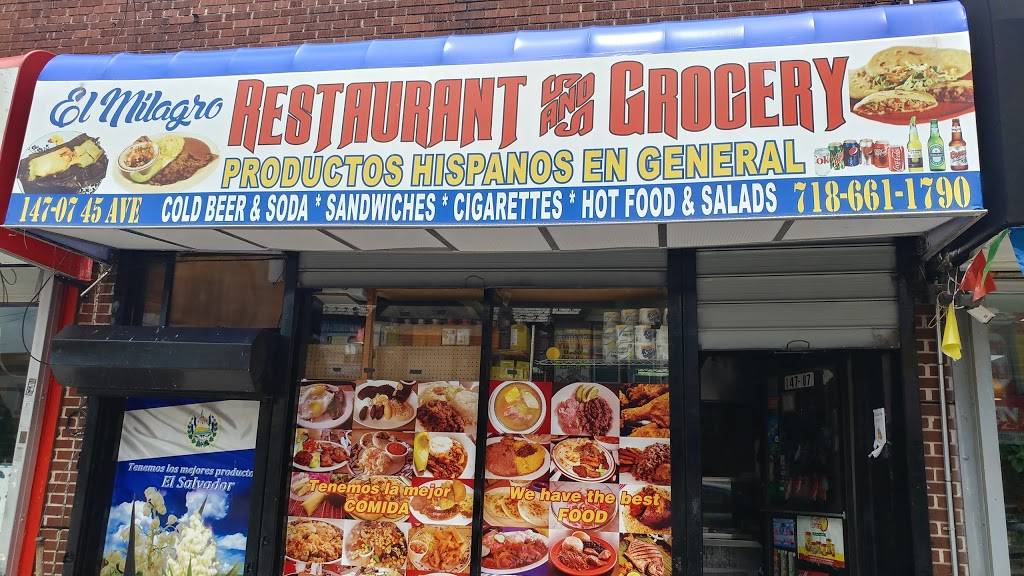 El Milagro RESTAURANT AND GROCERY
PRODUCTOS HISPANOS EN GENERAL
147-07 45 AVE COLD BEER & SODA * SANDWICHES * CIGARETTES * HOT FOOD & SALADS 718-661-1790
147-07
Tenemos los mejores producto
El Salvador
Tenemos la mejor
COMIDA
We have the best
FOOD